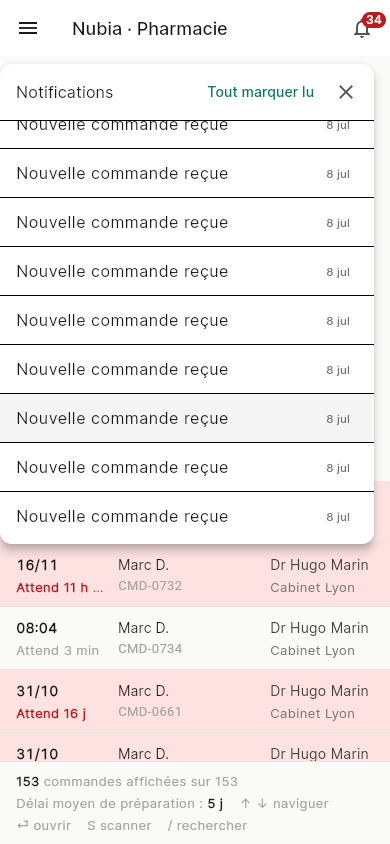 Nubia · Pharmacie
34
Notifications Tout marquer lu
Nouvelle commande reçue 8 jul
Nouvelle commande reçue 8 jul
Nouvelle commande reçue 8 jul
Nouvelle commande reçue 8 jul
Nouvelle commande reçue 8 jul
Nouvelle commande reçue 8 jul
Nouvelle commande reçue 8 jul
Nouvelle commande reçue 8 jul
Nouvelle commande reçue 8 jul
16/11 Marc D. Dr Hugo Marin
Attend 11 h ... CMD-0732 Cabinet Lyon
08:04 Marc D. Dr Hugo Marin
Attend 3 min CMD-0734 Cabinet Lyon
31/10 Marc D. Dr Hugo Marin
Attend 16 j CMD-0661 Cabinet Lyon
31/10 Marc D. Dr Hugo Marin
153 commandes affichées sur 153
Délai moyen de préparation : 5 j ↑ ↓ naviguer
⏎ ouvrir S scanner / rechercher